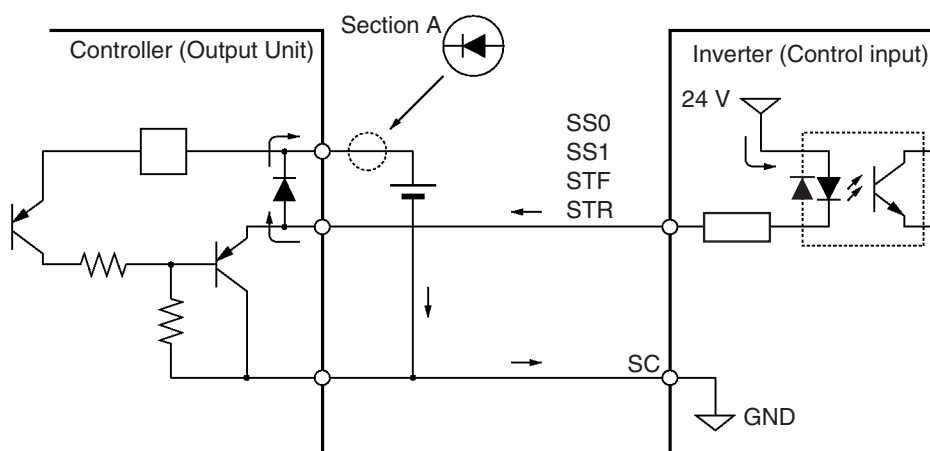 Section A
Controller (Output Unit)
Inverter (Control input)
24 V
SS0
SS1
STF
STR
SC
GND